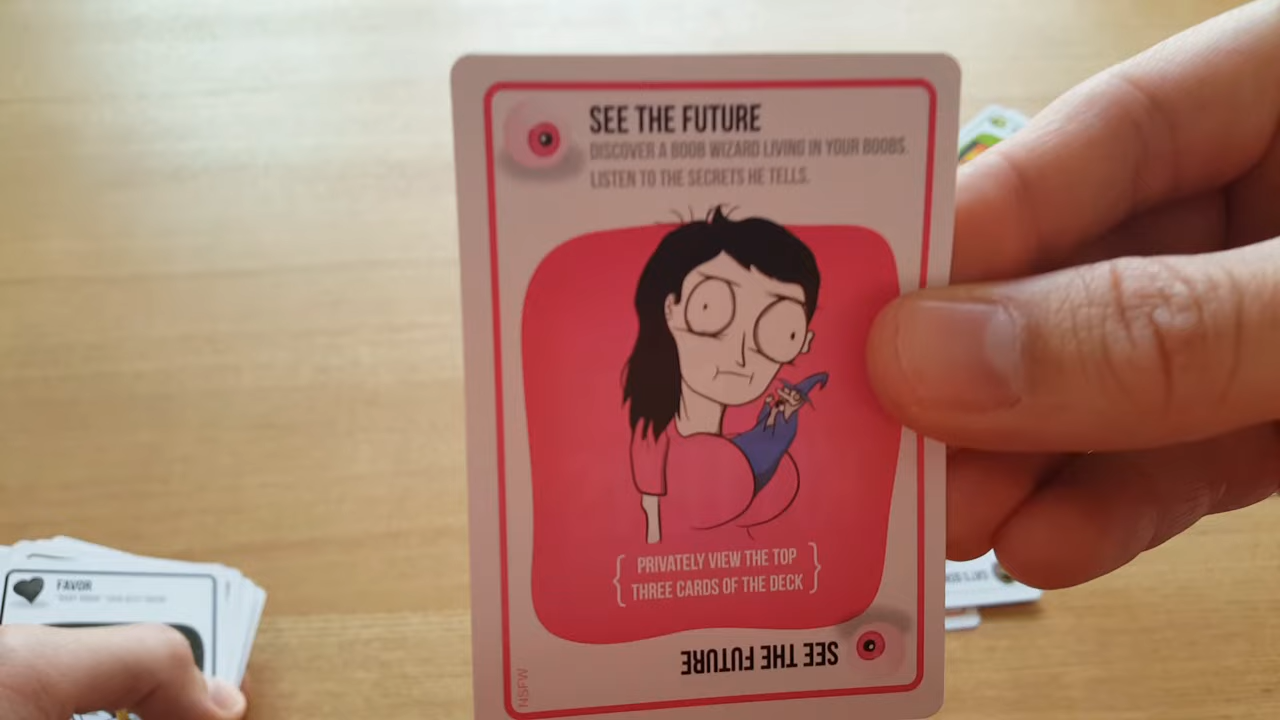 SEE THE FUTURE
DISCOVER A BOOB WIZARD LIVING IN YOUR BOOBS.
LISTEN TO THE SECRETS HE TELLS.
PRIVATELY VIEW THE TOP
THREE CARDS OF THE DECK
SEE THE FUTURE
NSFW
FAVOR